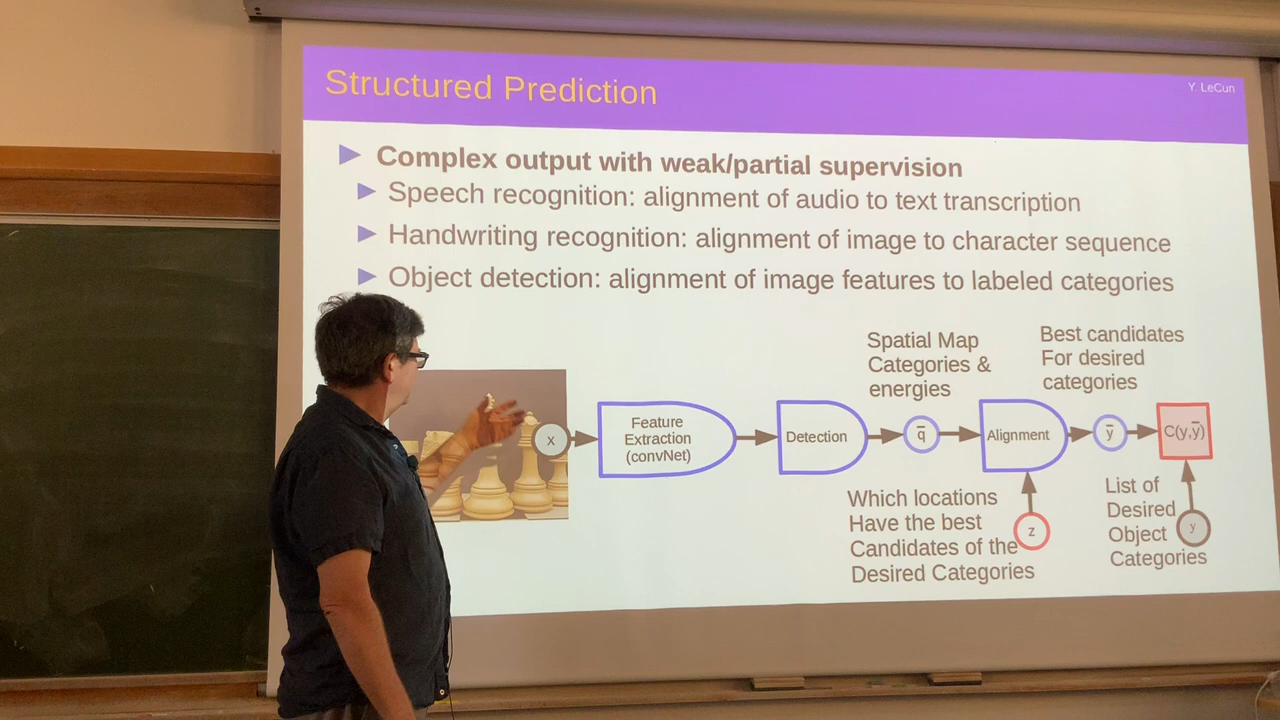 Structured Prediction
Y. LeCun
Complex output with weak/partial supervision
Speech recognition: alignment of audio to text transcription
Handwriting recognition: alignment of image to character sequence
Object detection: alignment of image features to labeled categories
Spatial Map
Categories &
energies
Best candidates
For desired
categories
x
Feature
Extraction
(convNet)
Detection
q̅
Alignment
y̅
C(y,y̅)
Which locations
Have the best
Candidates of the
Desired Categories
z
List of
Desired
Object
Categories
y